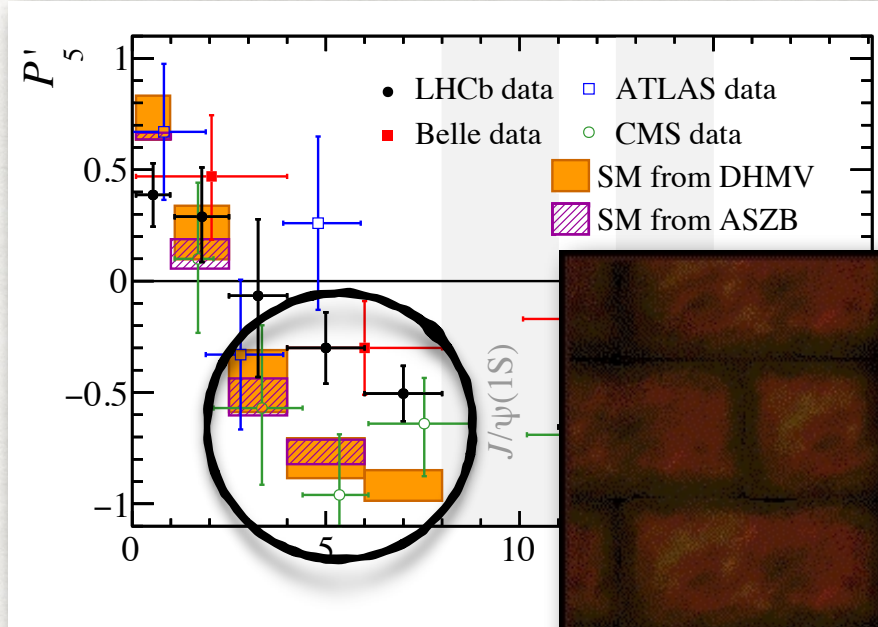 P'
5
1
0.5
0
−0.5
−1
0
5
10
LHCb data
ATLAS data
Belle data
CMS data
SM from DHMV
SM from ASZB
J/ψ(1S)